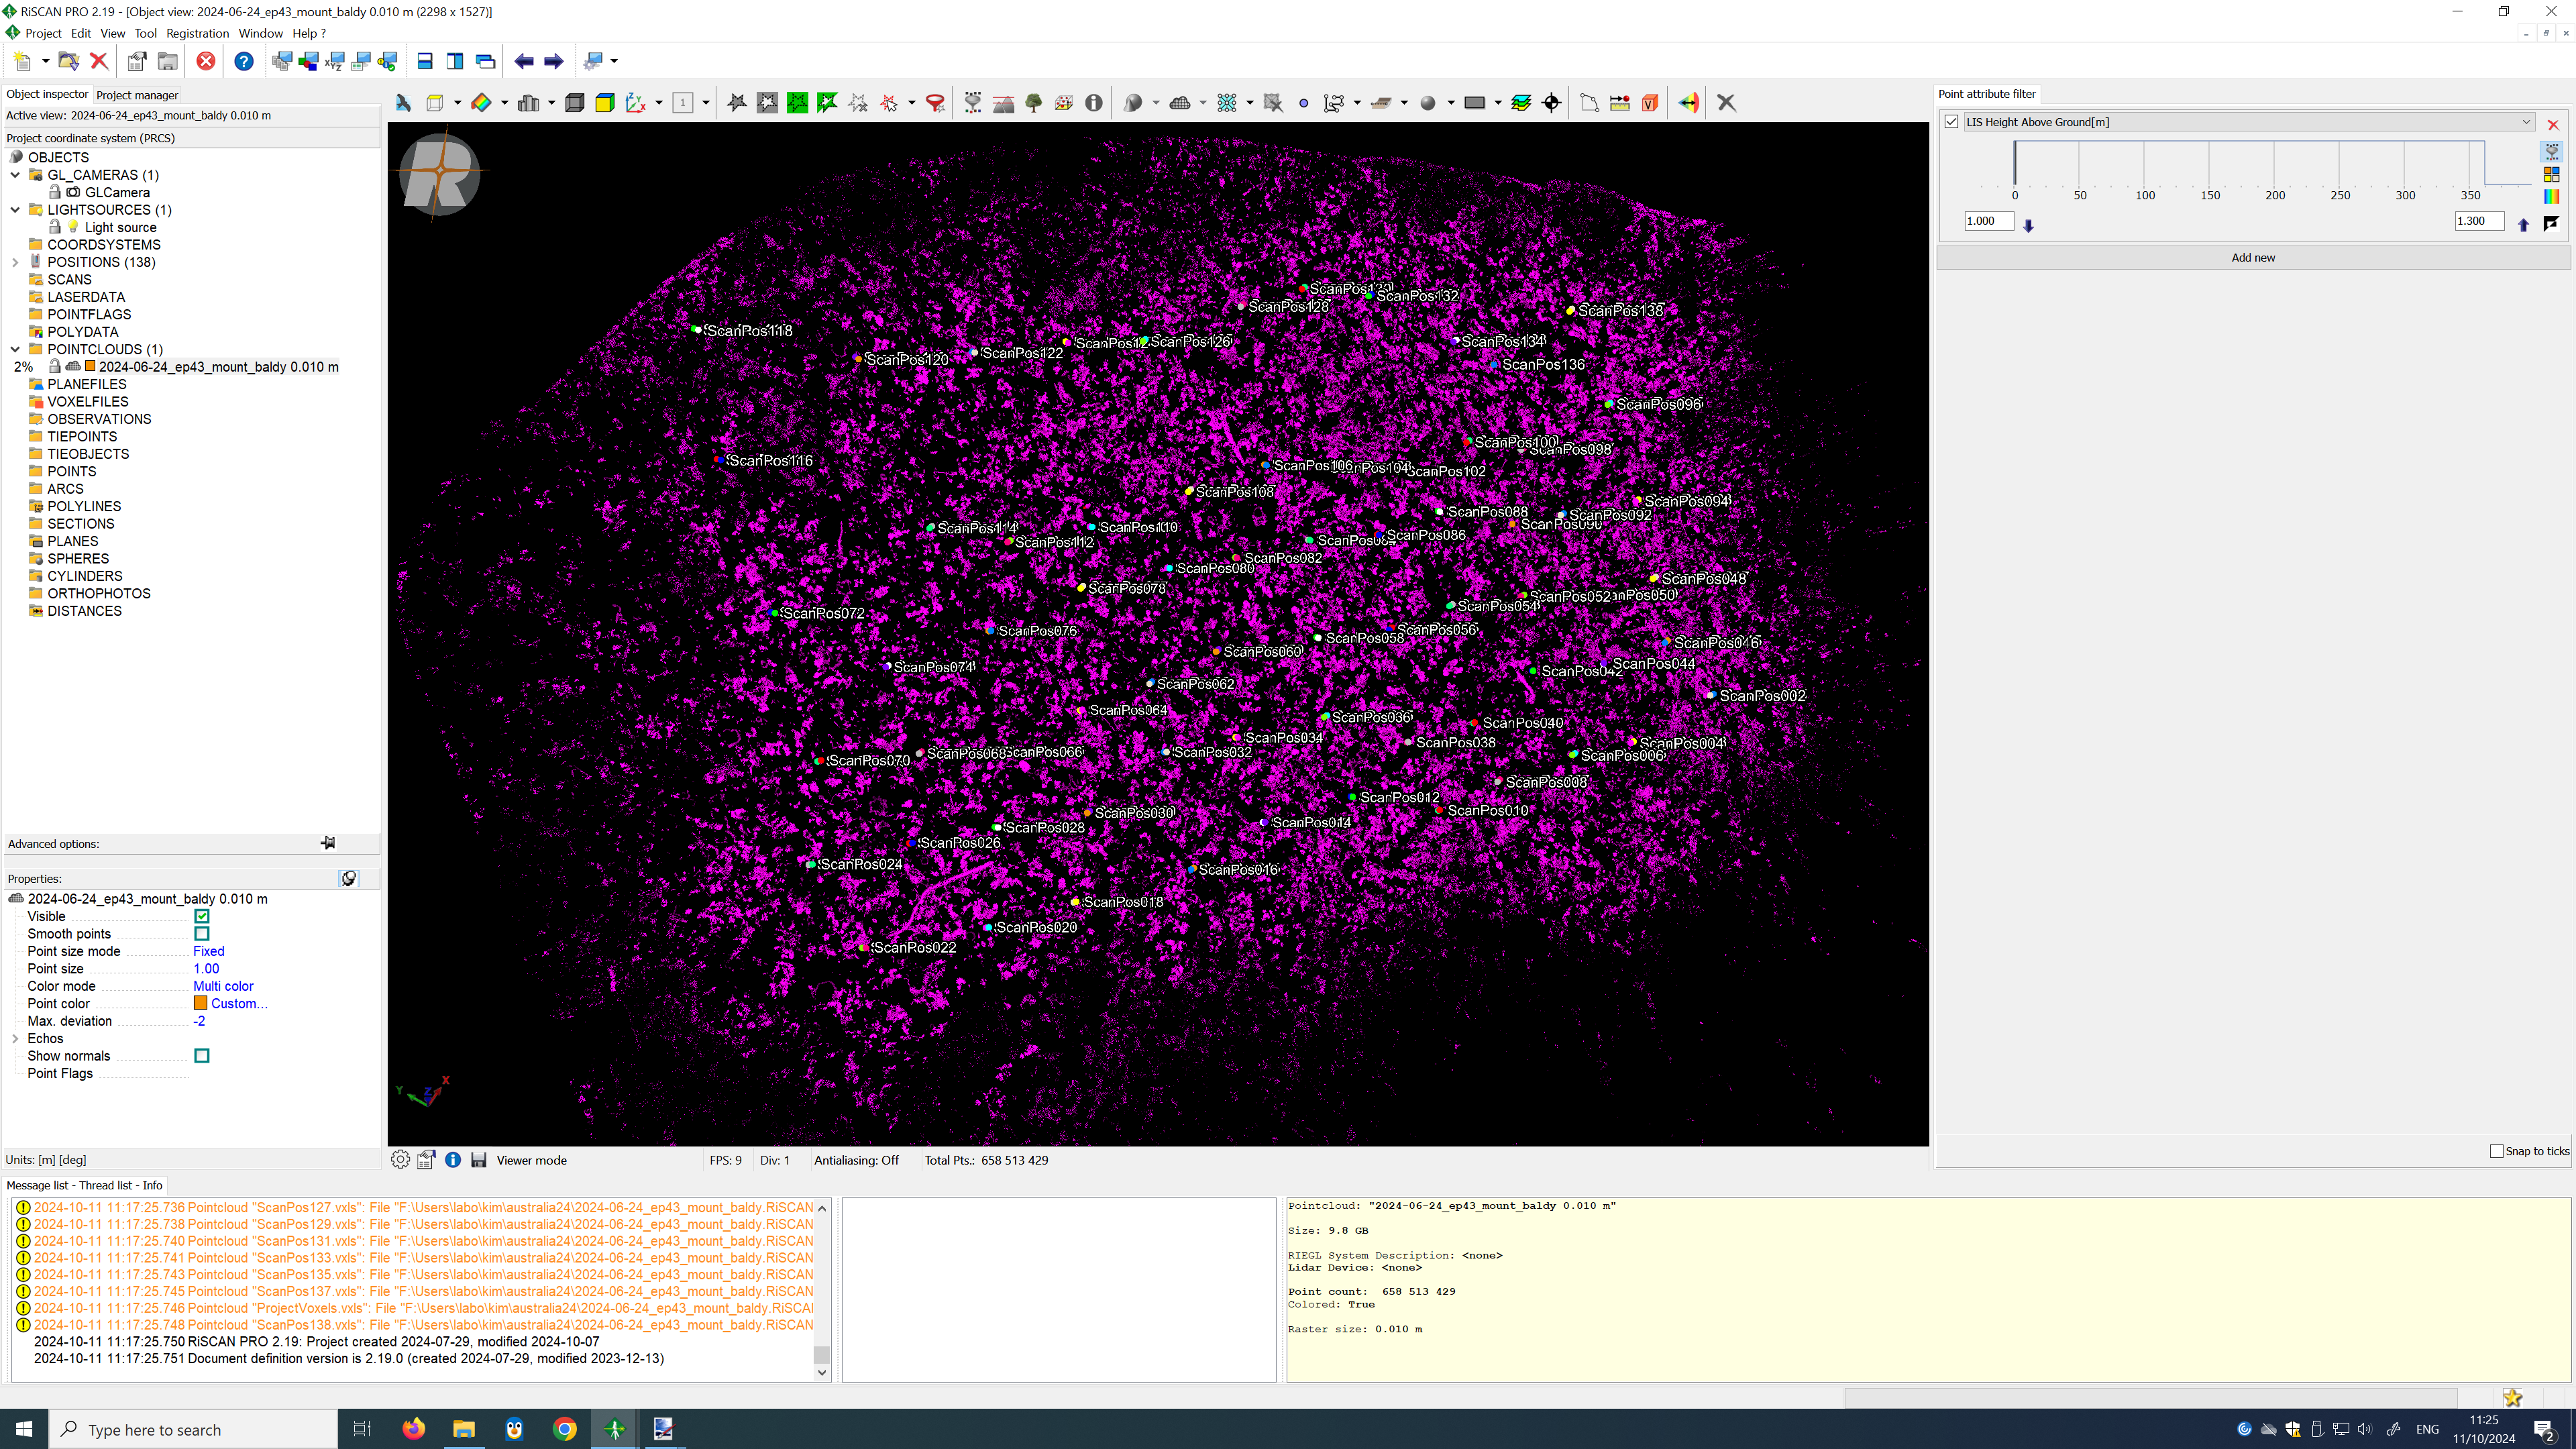 RiSCAN PRO 2.19 - [Object view: 2024-06-24_ep43_mount_baldy 0.010 m (2298 x 1527)]
Project Edit View Tool Registration Window Help ?
Object inspector Project manager
Active view: 2024-06-24_ep43_mount_baldy 0.010 m
Project coordinate system (PRCS)
OBJECTS
GL_CAMERAS (1)
GLCamera
LIGHTSOURCES (1)
Light source
COORDSYSTEMS
POSITIONS (138)
SCANS
LASERDATA
POINTFLAGS
POLYDATA
POINTCLOUDS (1)
2% 2024-06-24_ep43_mount_baldy 0.010 m
PLANEFILES
VOXELFILES
OBSERVATIONS
TIEPOINTS
TIEOBJECTS
POINTS
ARCS
POLYLINES
SECTIONS
PLANES
SPHERES
CYLINDERS
ORTHOPHOTOS
DISTANCES
Advanced options:
Properties:
2024-06-24_ep43_mount_baldy 0.010 m
Visible
Smooth points
Point size mode Fixed
Point size 1.00
Color mode Multi color
Point color Custom...
Max. deviation -2
Echos
Show normals
Point Flags
Units: [m] [deg]
ScanPos132
ScanPos128
ScanPos138
ScanPos118
ScanPos126
ScanPos134
ScanPos120
ScanPos122
ScanPos136
ScanPos096
ScanPos100
ScanPos098
ScanPos116
ScanPos106
ScanPos104
ScanPos102
ScanPos108
ScanPos094
ScanPos088
ScanPos092
ScanPos090
ScanPos114
ScanPos110
ScanPos112
ScanPos086
ScanPos082
ScanPos080
ScanPos078
ScanPos048
ScanPos052
ScanPos054
ScanPos072
ScanPos076
ScanPos056
ScanPos058
ScanPos046
ScanPos060
ScanPos074
ScanPos044
ScanPos042
ScanPos062
ScanPos002
ScanPos064
ScanPos036
ScanPos040
ScanPos034
ScanPos038
ScanPos004
ScanPos068
ScanPos066
ScanPos032
ScanPos006
ScanPos070
ScanPos008
ScanPos012
ScanPos010
ScanPos030
ScanPos014
ScanPos028
ScanPos026
ScanPos024
ScanPos016
ScanPos018
ScanPos020
ScanPos022
Y Z X
Viewer mode FPS: 9 Div: 1 Antialiasing: Off Total Pts.: 658 513 429
Point attribute filter
LIS Height Above Ground[m]
0 50 100 150 200 250 300 350
1.000 1.300
Add new
Snap to ticks
Message list - Thread list - Info
2024-10-11 11:17:25.736 Pointcloud "ScanPos127.vxls": File "F:\Users\labo\kim\australia24\2024-06-24_ep43_mount_baldy.RiSCAN
2024-10-11 11:17:25.738 Pointcloud "ScanPos129.vxls": File "F:\Users\labo\kim\australia24\2024-06-24_ep43_mount_baldy.RiSCAN
2024-10-11 11:17:25.740 Pointcloud "ScanPos131.vxls": File "F:\Users\labo\kim\australia24\2024-06-24_ep43_mount_baldy.RiSCAN
2024-10-11 11:17:25.741 Pointcloud "ScanPos133.vxls": File "F:\Users\labo\kim\australia24\2024-06-24_ep43_mount_baldy.RiSCAN
2024-10-11 11:17:25.743 Pointcloud "ScanPos135.vxls": File "F:\Users\labo\kim\australia24\2024-06-24_ep43_mount_baldy.RiSCAN
2024-10-11 11:17:25.745 Pointcloud "ScanPos137.vxls": File "F:\Users\labo\kim\australia24\2024-06-24_ep43_mount_baldy.RiSCAN
2024-10-11 11:17:25.746 Pointcloud "ProjectVoxels.vxls": File "F:\Users\labo\kim\australia24\2024-06-24_ep43_mount_baldy.RiSCAI
2024-10-11 11:17:25.748 Pointcloud "ScanPos138.vxls": File "F:\Users\labo\kim\australia24\2024-06-24_ep43_mount_baldy.RiSCAN
2024-10-11 11:17:25.750 RiSCAN PRO 2.19: Project created 2024-07-29, modified 2024-10-07
2024-10-11 11:17:25.751 Document definition version is 2.19.0 (created 2024-07-29, modified 2023-12-13)
Pointcloud: "2024-06-24_ep43_mount_baldy 0.010 m"
Size: 9.8 GB
RIEGL System Description: <none>
Lidar Device: <none>
Point count: 658 513 429
Colored: True
Raster size: 0.010 m
Type here to search
ENG
11:25
11/10/2024
2